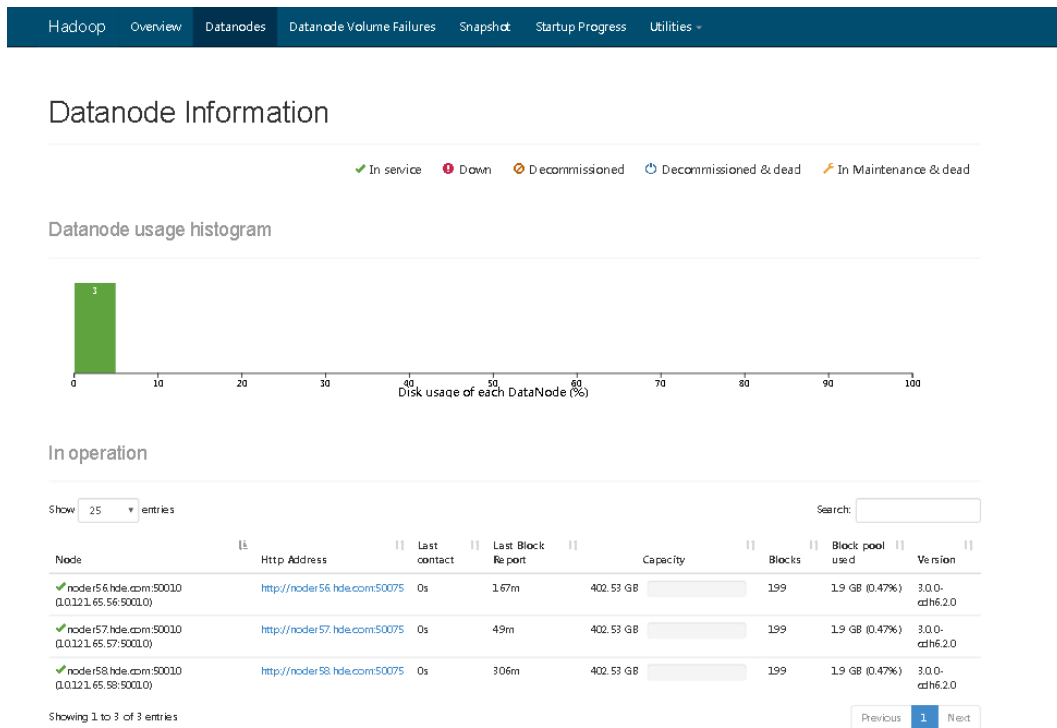 Hadoop Overview Datanodes Datanode Volume Failures Snapshot Startup Progress Utilities
Datanode Information
In service Down Decommissioned Decommissioned & dead In Maintenance & dead
Datanode usage histogram
3
0 10 20 30 40 50 60 70 80 90 100
Disk usage of each DataNode (%)
In operation
Show 25 entries Search:
Node Http Address Last contact Last Block Report Capacity Blocks Block pool used Version
noder56.hde.com:50010 http://noder56.hde.com:50075 0s 167m 402.53 GB 199 1.9 GB (0.47%) 3.0.0-
(10.121.65.56:50010) cdh6.2.0
noder57.hde.com:50010 http://noder57.hde.com:50075 0s 49m 402.53 GB 199 1.9 GB (0.47%) 3.0.0-
(10.121.65.57:50010) cdh6.2.0
noder58.hde.com:50010 http://noder58.hde.com:50075 0s 306m 402.53 GB 199 1.9 GB (0.47%) 3.0.0-
(10.121.65.58:50010) cdh6.2.0
Showing 1 to 3 of 3 entries Previous 1 Next